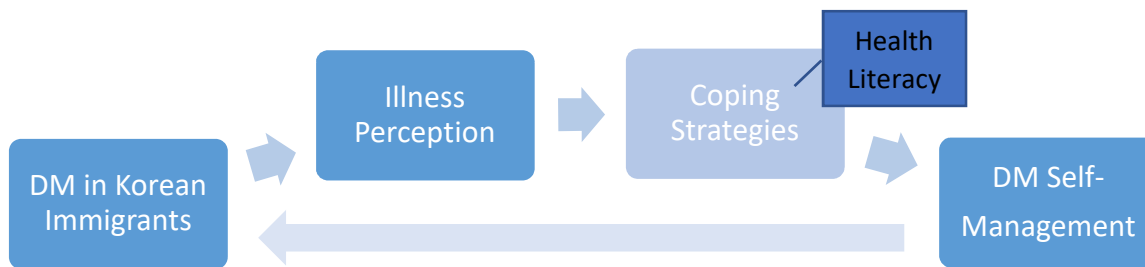 Health
Literacy
Illness
Perception
Coping
Strategies
DM in Korean
Immigrants
DM Self-
Management